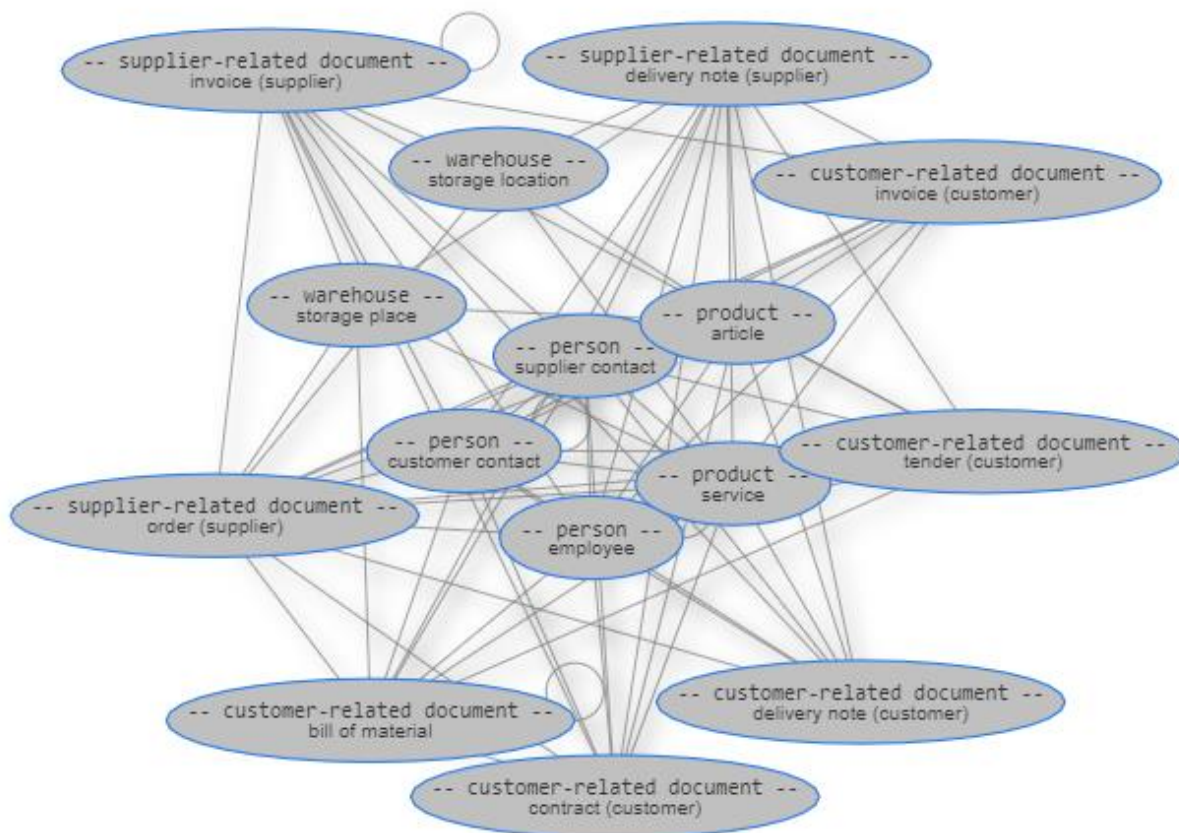 -- supplier-related document --
invoice (supplier)
-- supplier-related document --
delivery note (supplier)
-- warehouse --
storage location
-- customer-related document --
invoice (customer)
-- warehouse --
storage place
-- product --
article
-- person --
supplier contact
-- person --
customer contact
-- customer-related document --
tender (customer)
-- product --
service
-- supplier-related document --
order (supplier)
-- person --
employee
-- customer-related document --
delivery note (customer)
-- customer-related document --
bill of material
-- customer-related document --
contract (customer)